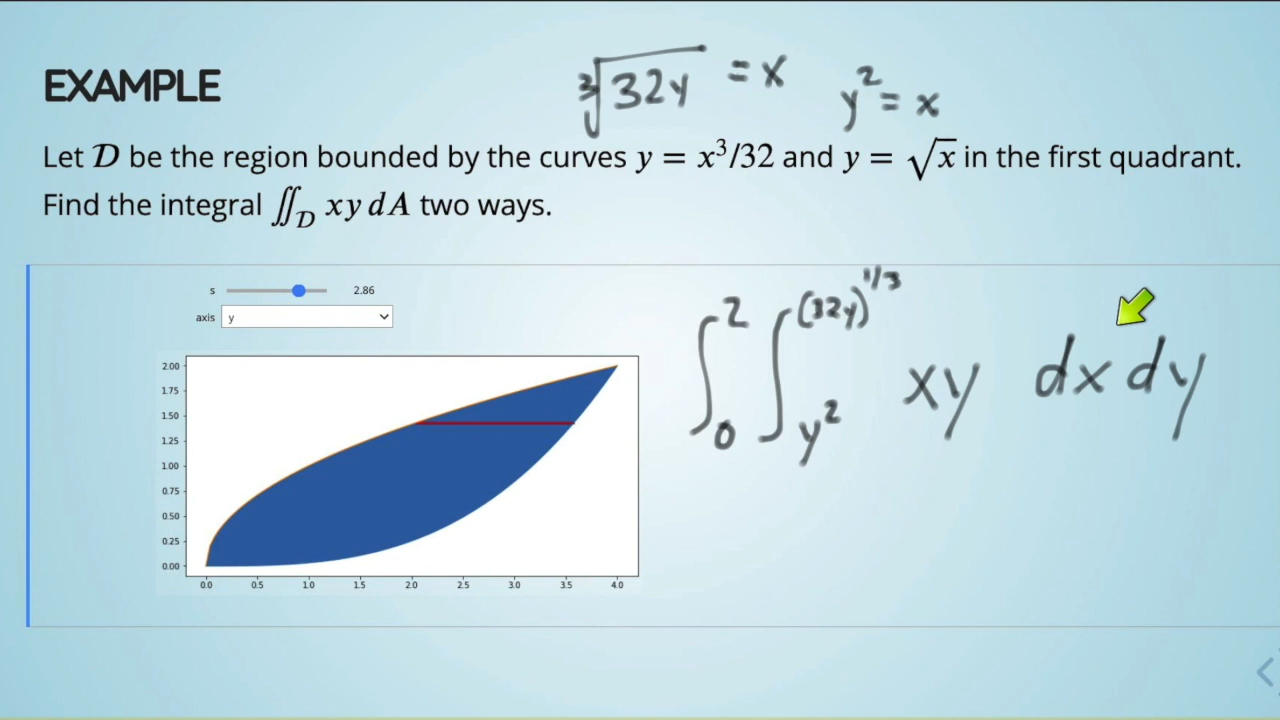 EXAMPLE
∛32y = x y² = x
Let 𝒟 be the region bounded by the curves y = x³/32 and y = √x in the first quadrant.
Find the integral ∬_𝒟 xy dA two ways.
s 2.86
axis y
∫₀² ∫_{y²}^{(32y)^{1/3}} xy dx dy
2.00
1.75
1.50
1.25
1.00
0.75
0.50
0.25
0.00
0.0 0.5 1.0 1.5 2.0 2.5 3.0 3.5 4.0